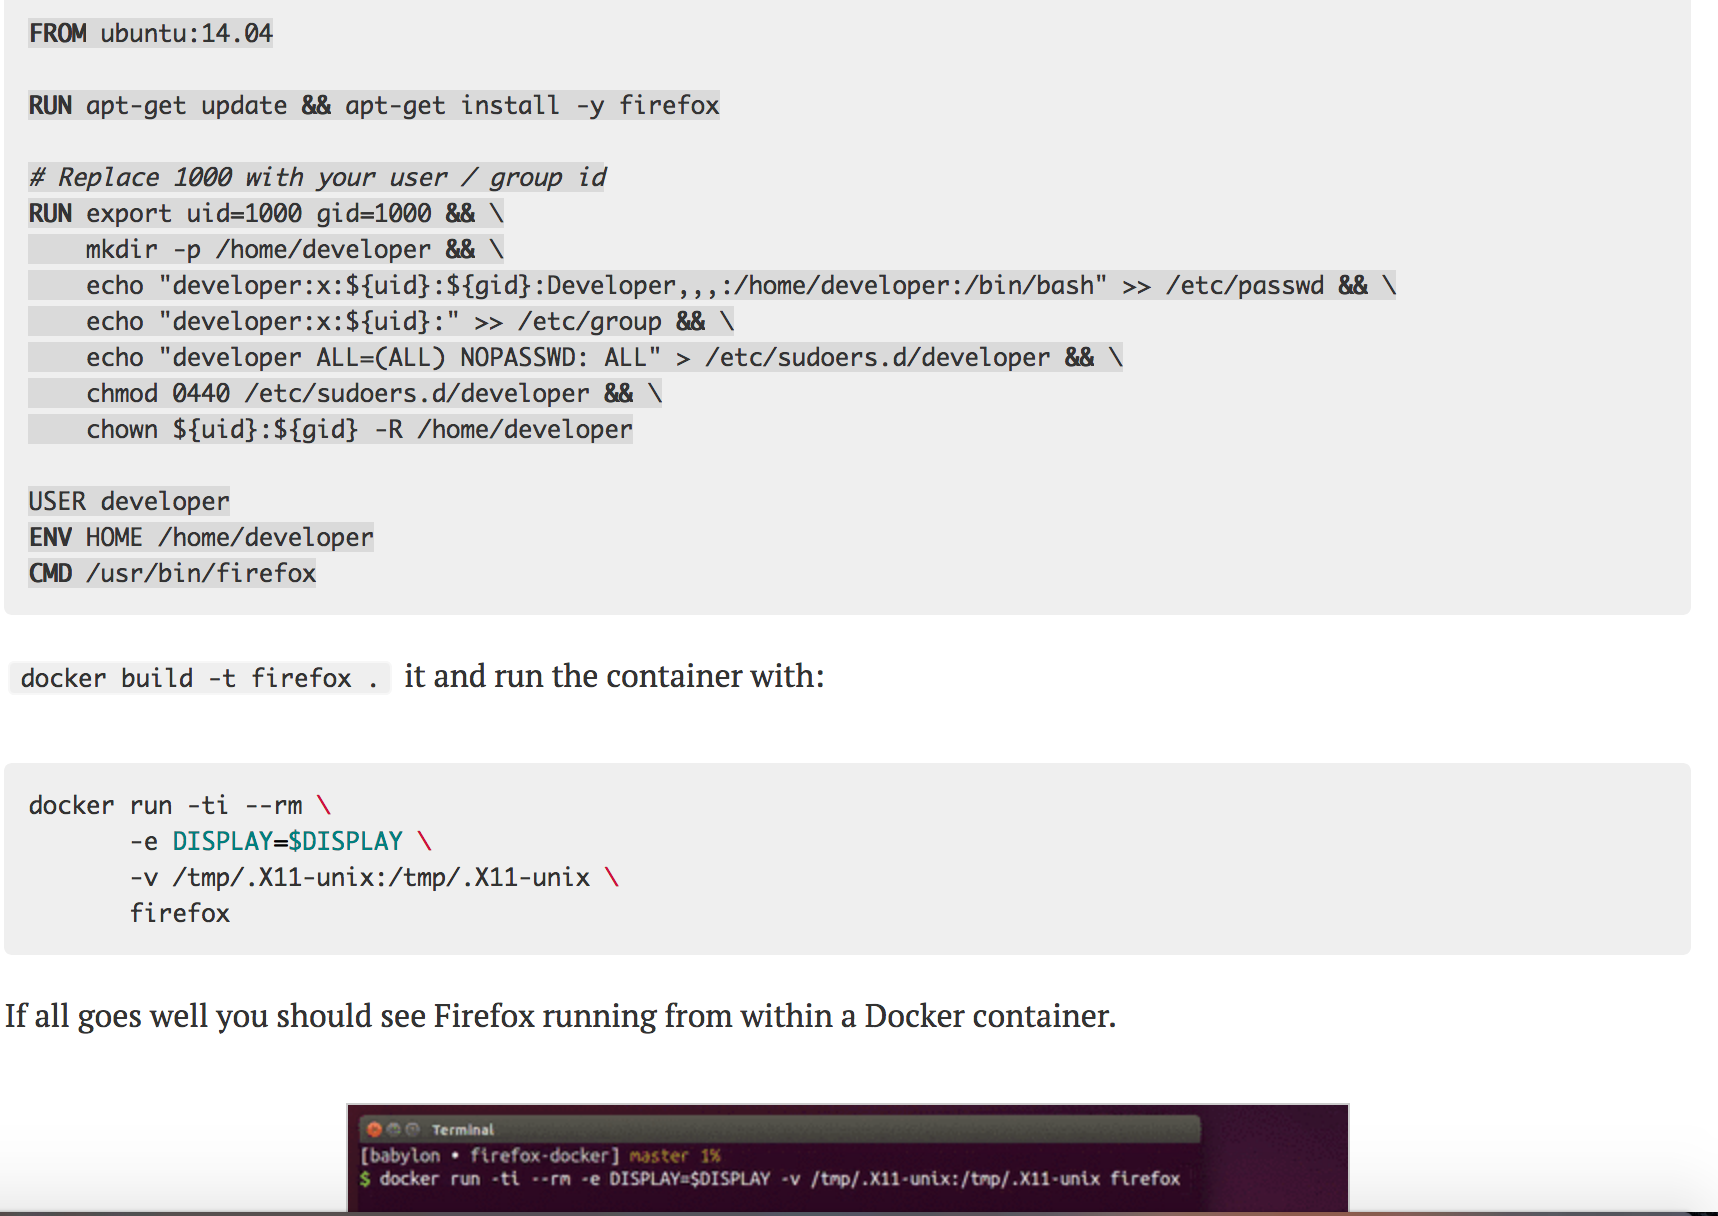 FROM ubuntu:14.04
RUN apt-get update && apt-get install -y firefox
# Replace 1000 with your user / group id
RUN export uid=1000 gid=1000 && \
    mkdir -p /home/developer && \
    echo "developer:x:${uid}:${gid}:Developer,,,:/home/developer:/bin/bash" >> /etc/passwd && \
    echo "developer:x:${uid}:" >> /etc/group && \
    echo "developer ALL=(ALL) NOPASSWD: ALL" > /etc/sudoers.d/developer && \
    chmod 0440 /etc/sudoers.d/developer && \
    chown ${uid}:${gid} -R /home/developer
USER developer
ENV HOME /home/developer
CMD /usr/bin/firefox
docker build -t firefox . it and run the container with:
docker run -ti --rm \
       -e DISPLAY=$DISPLAY \
       -v /tmp/.X11-unix:/tmp/.X11-unix \
       firefox
If all goes well you should see Firefox running from within a Docker container.
Terminal
[babylon • firefox-docker] master 1%
$ docker run -ti --rm -e DISPLAY=$DISPLAY -v /tmp/.X11-unix:/tmp/.X11-unix firefox